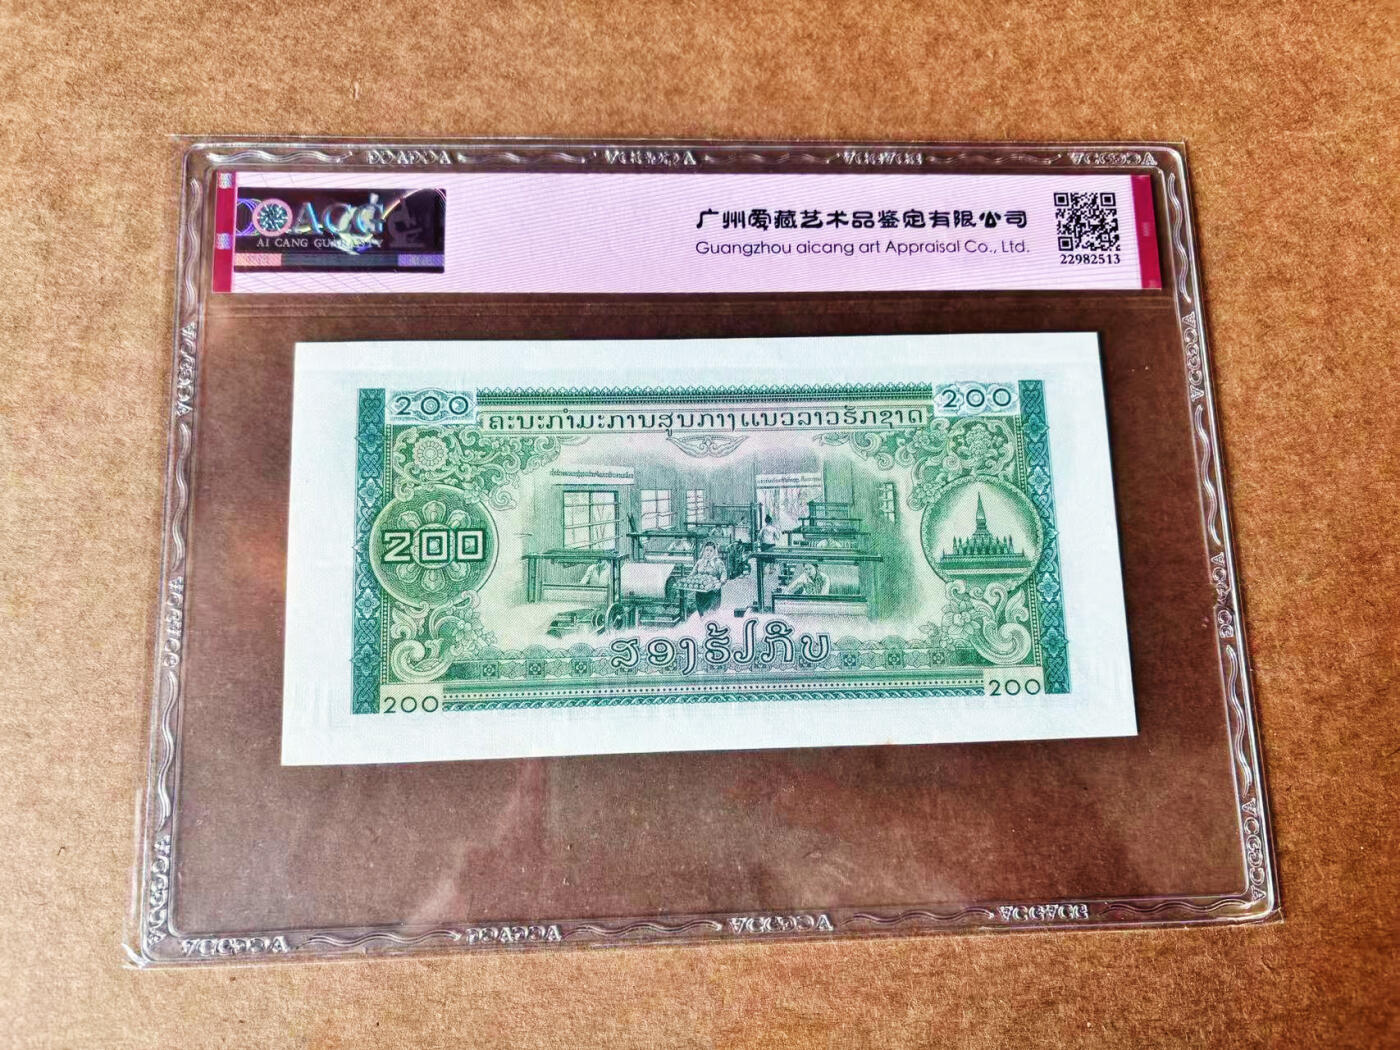 ACG
AI CANG GUARANTY
广州爱藏艺术品鉴定有限公司
Guangzhou aicang art Appraisal Co., Ltd.
22982513
200
200
ຄະນະກຳມະການສູນກາງແນວລາວຮັກຊາດ
200
ສອງຮ້ຽກີບ
200
200